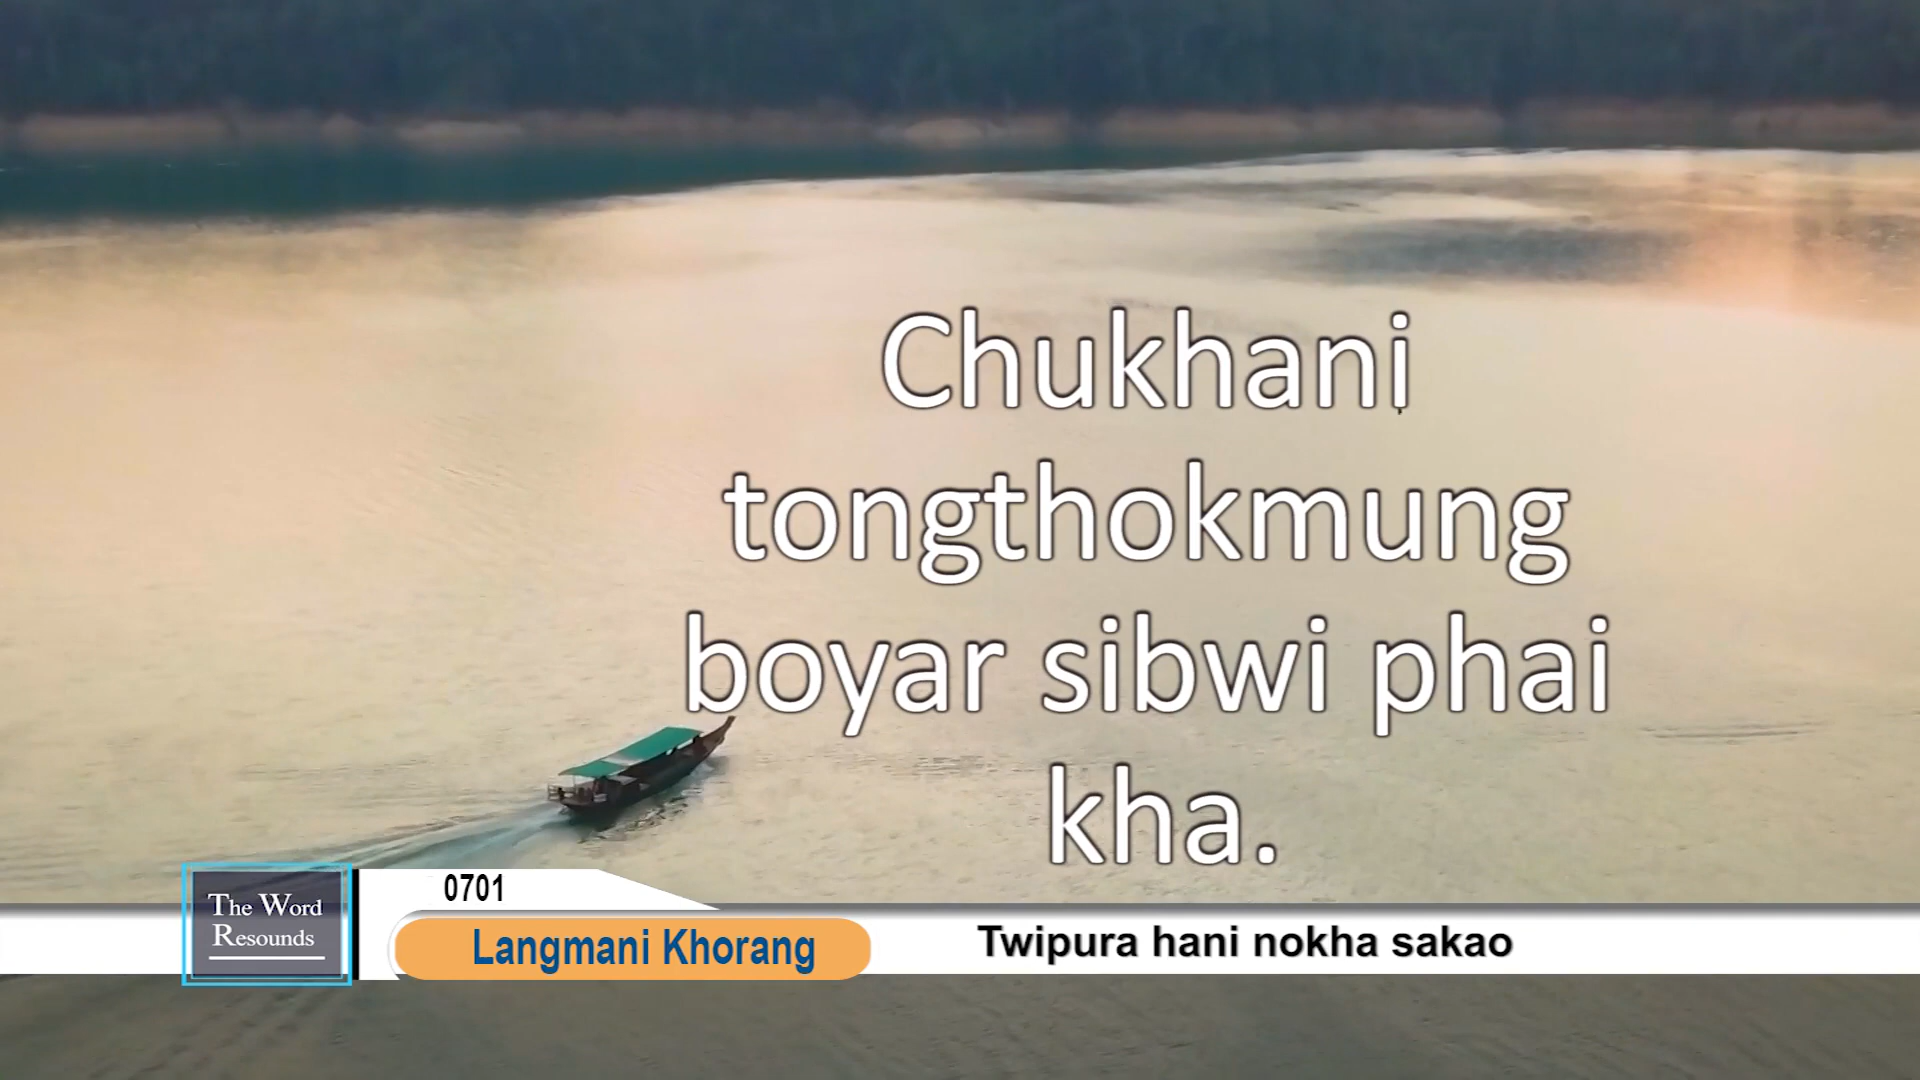 Chukhani
tongthokmung
boyar sibwi phai
kha.
The Word
Resounds
0701
Langmani Khorang
Twipura hani nokha sakao